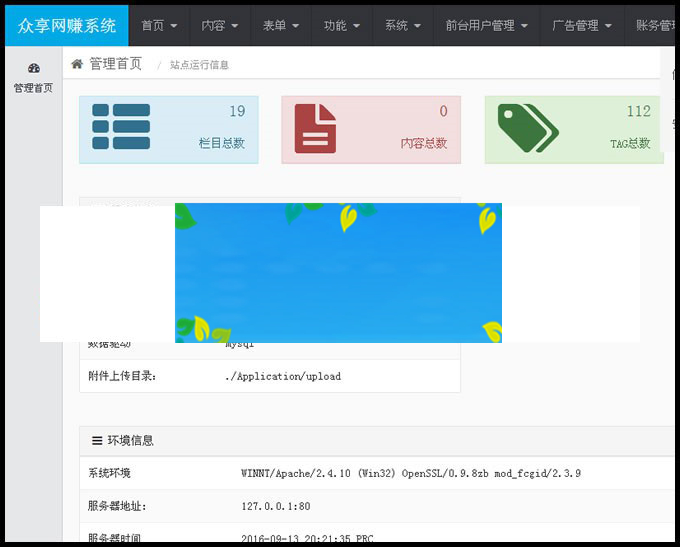 众享网赚系统 首页 内容 表单 功能 系统 前台用户管理 广告管理 账务管
管理首页 / 站点运行信息
管理首页
19
栏目总数
0
内容总数
112
TAG总数
数据驱动 mysql
附件上传目录: ./Application/upload
环境信息
系统环境 WINNT/Apache/2.4.10 (Win32) OpenSSL/0.9.8zb mod_fcgid/2.3.9
服务器地址: 127.0.0.1:80
服务器时间 2016-09-13 20:21:35 PRC